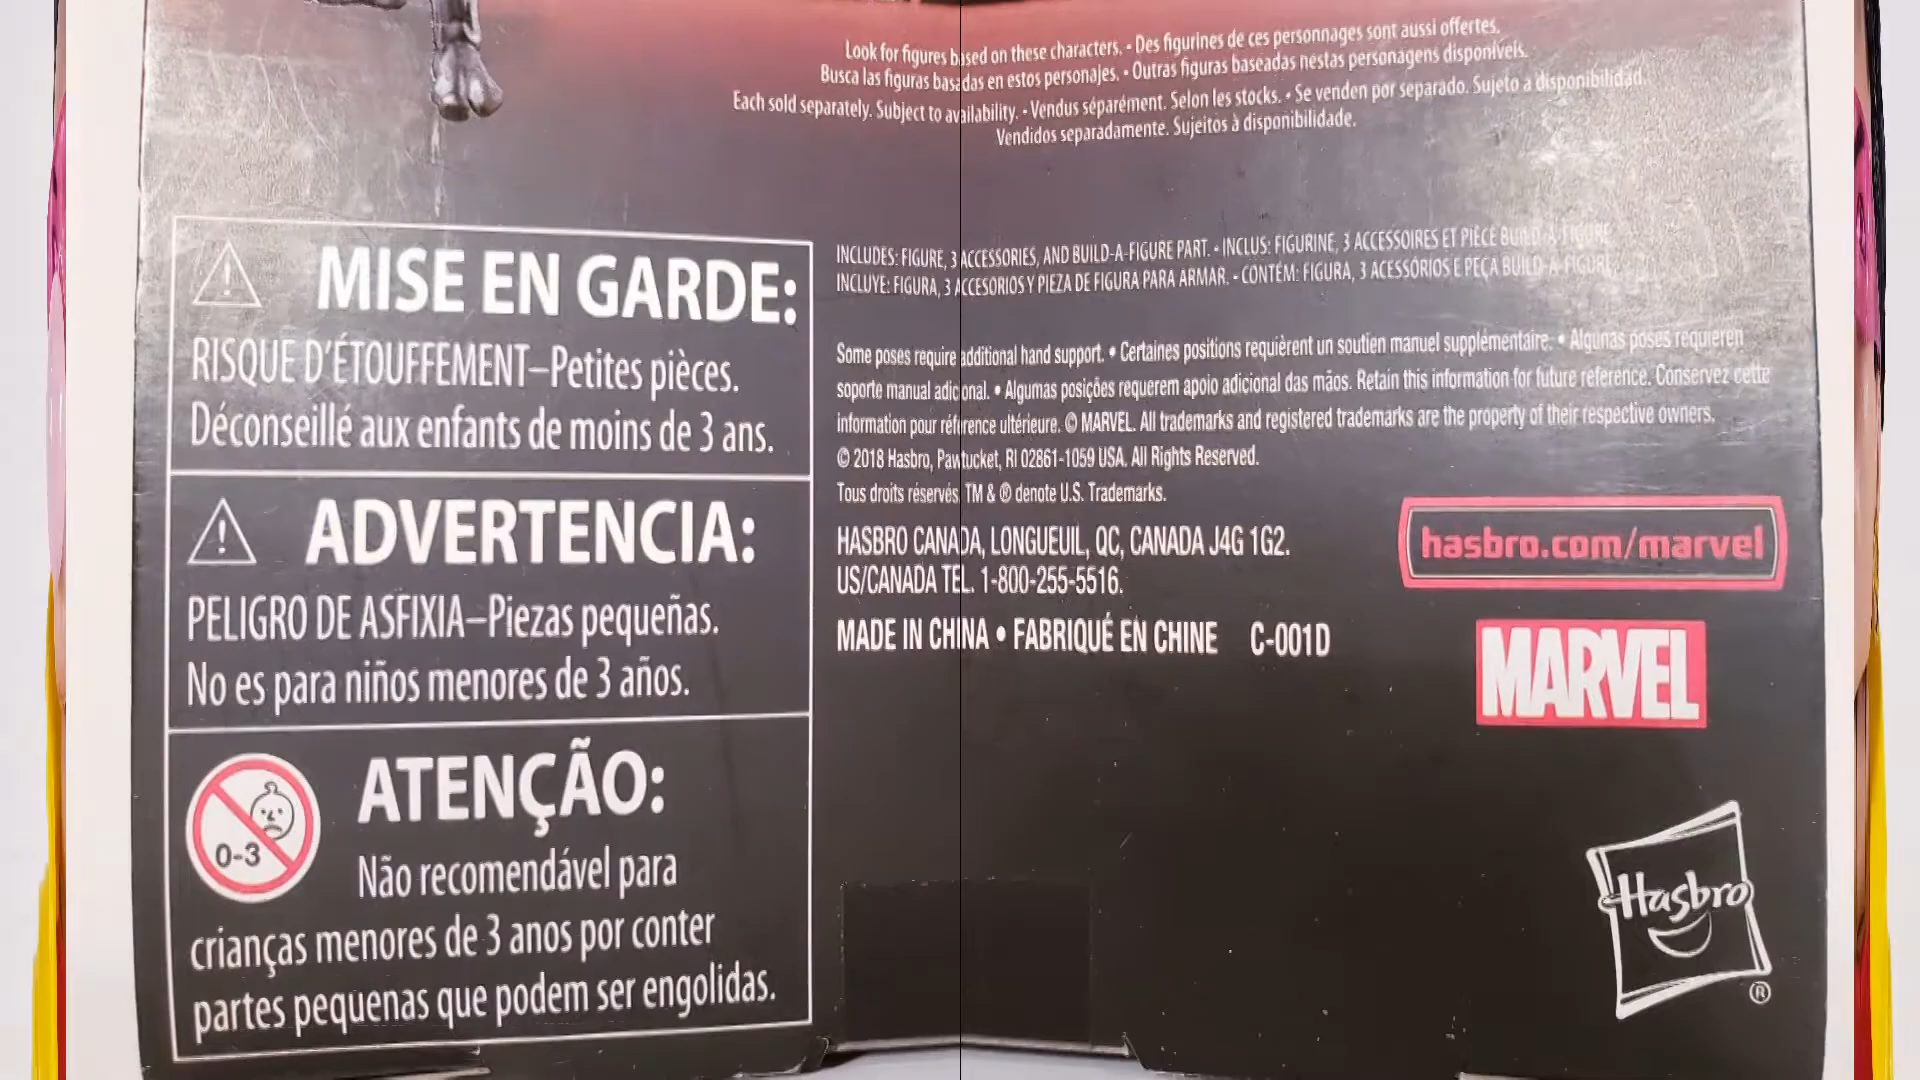 Look for figures based on these characters. • Des figurines de ces personnages sont aussi offertes.
Busca las figuras basadas en estos personajes. • Outras figuras baseadas nestas personagens disponíveis.
Each sold separately. Subject to availability. • Vendus séparément. Selon les stocks. • Se venden por separado. Sujeto a disponibilidad.
Vendidos separadamente. Sujeitos à disponibilidade.
MISE EN GARDE:
RISQUE D'ÉTOUFFEMENT–Petites pièces.
Déconseillé aux enfants de moins de 3 ans.
ADVERTENCIA:
PELIGRO DE ASFIXIA–Piezas pequeñas.
No es para niños menores de 3 años.
0-3
ATENÇÃO:
Não recomendável para
crianças menores de 3 anos por conter
partes pequenas que podem ser engolidas.
INCLUDES: FIGURE, 3 ACCESSORIES, AND BUILD-A-FIGURE PART. • INCLUS: FIGURINE, 3 ACCESSOIRES ET PIÈCE BUILD-A-FIGURE.
INCLUYE: FIGURA, 3 ACCESORIOS Y PIEZA DE FIGURA PARA ARMAR. • CONTÉM: FIGURA, 3 ACESSÓRIOS E PEÇA BUILD-A-FIGURE.
Some poses require additional hand support. • Certaines positions requièrent un soutien manuel supplémentaire. • Algunas poses requieren
soporte manual adicional. • Algumas posições requerem apoio adicional das mãos. Retain this information for future reference. Conservez cette
information pour référence ultérieure. © MARVEL. All trademarks and registered trademarks are the property of their respective owners.
© 2018 Hasbro, Pawtucket, RI 02861-1059 USA. All Rights Reserved.
Tous droits réservés. TM & ® denote U.S. Trademarks.
HASBRO CANADA, LONGUEUIL, QC, CANADA J4G 1G2.
US/CANADA TEL. 1-800-255-5516.
MADE IN CHINA • FABRIQUÉ EN CHINE C-001D
hasbro.com/marvel
MARVEL
Hasbro
®